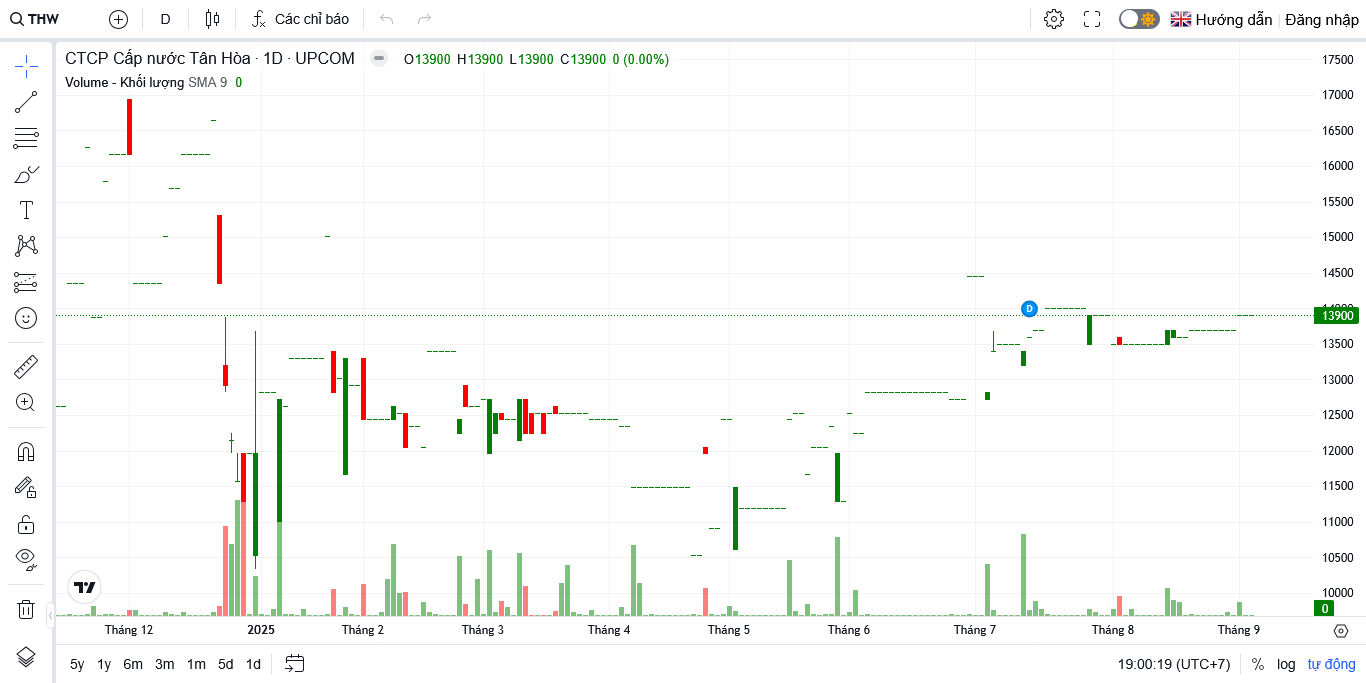 THW
D
Các chỉ báo
Hướng dẫn
Đăng nhập
CTCP Cấp nước Tân Hòa · 1D · UPCOM
O13900 H13900 L13900 C13900 0 (0.00%)
Volume - Khối lượng SMA 9 0
17500
17000
16500
16000
15500
15000
14500
14000
13900
13500
13000
12500
12000
11500
11000
10500
10000
0
D
Tháng 12 2025 Tháng 2 Tháng 3 Tháng 4 Tháng 5 Tháng 6 Tháng 7 Tháng 8 Tháng 9
5y 1y 6m 3m 1m 5d 1d
19:00:19 (UTC+7) % log tự động